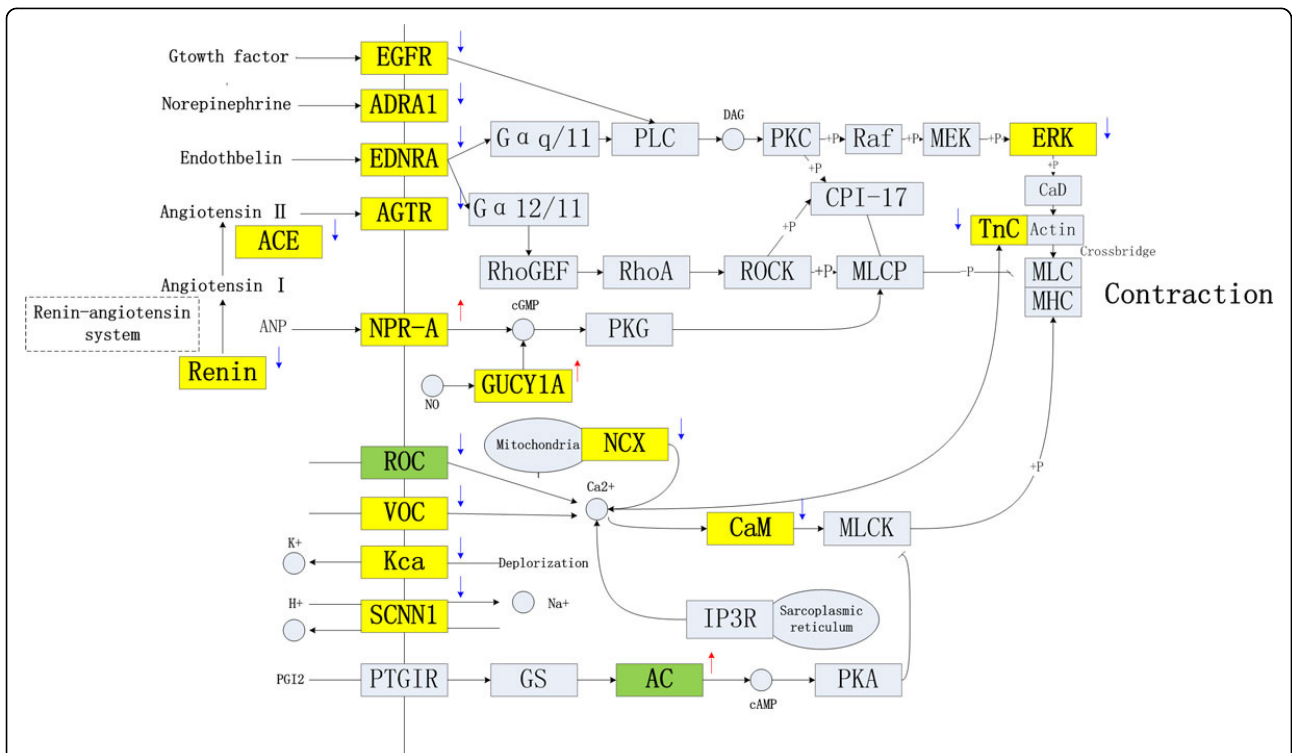 Gtowth factor
EGFR
Norepinephrine
ADRA1
Endothbelin
EDNRA
Gα q/11
PLC
DAG
PKC
+P
Raf
+P
MEK
+P
ERK
+P
CaD
+P
CPI-17
Angiotensin Ⅱ
AGTR
Gα 12/11
ACE
TnC
Actin
Crossbridge
RhoGEF
RhoA
ROCK
+P
+P
MLCP
-P
MLC
MHC
Contraction
Angiotensin Ⅰ
Renin-angiotensin
system
ANP
NPR-A
cGMP
PKG
Renin
NO
GUCY1A
Mitochondria
NCX
ROC
Ca2+
+P
VOC
CaM
MLCK
K+
Kca
Deplorization
H+
SCNN1
Na+
IP3R
Sarcoplasmic
reticulum
PGI2
PTGIR
GS
AC
cAMP
PKA